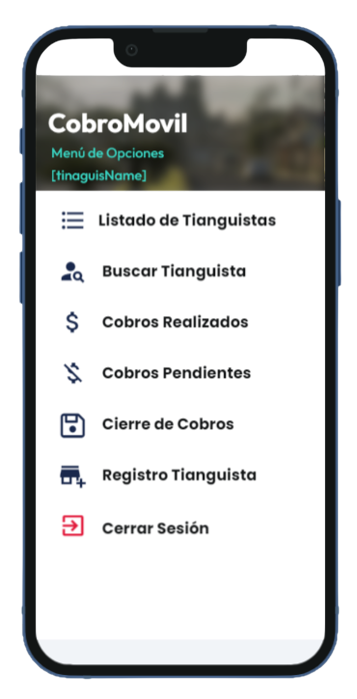 CobroMovil
Menú de Opciones
[tinaguisName]
Listado de Tianguistas
Buscar Tianguista
Cobros Realizados
Cobros Pendientes
Cierre de Cobros
Registro Tianguista
Cerrar Sesión